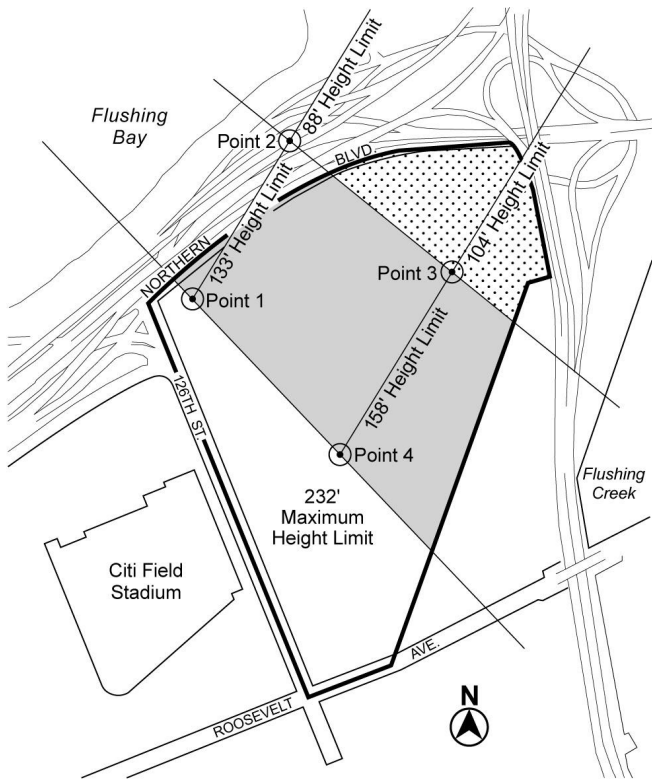 88' Height Limit
Flushing
Bay
Point 2
BLVD.
104' Height Limit
133' Height Limit
NORTHERN
Point 3
Point 1
158' Height Limit
126TH ST.
Point 4
232'
Maximum
Height Limit
Flushing
Creek
Citi Field
Stadium
AVE.
ROOSEVELT
N